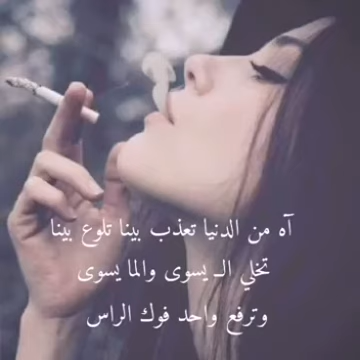 آه من الدنيا تعذب بينا تلوع بينا
تخلي الـ يسوى والما يسوى
وترفع واحد فوك الراس